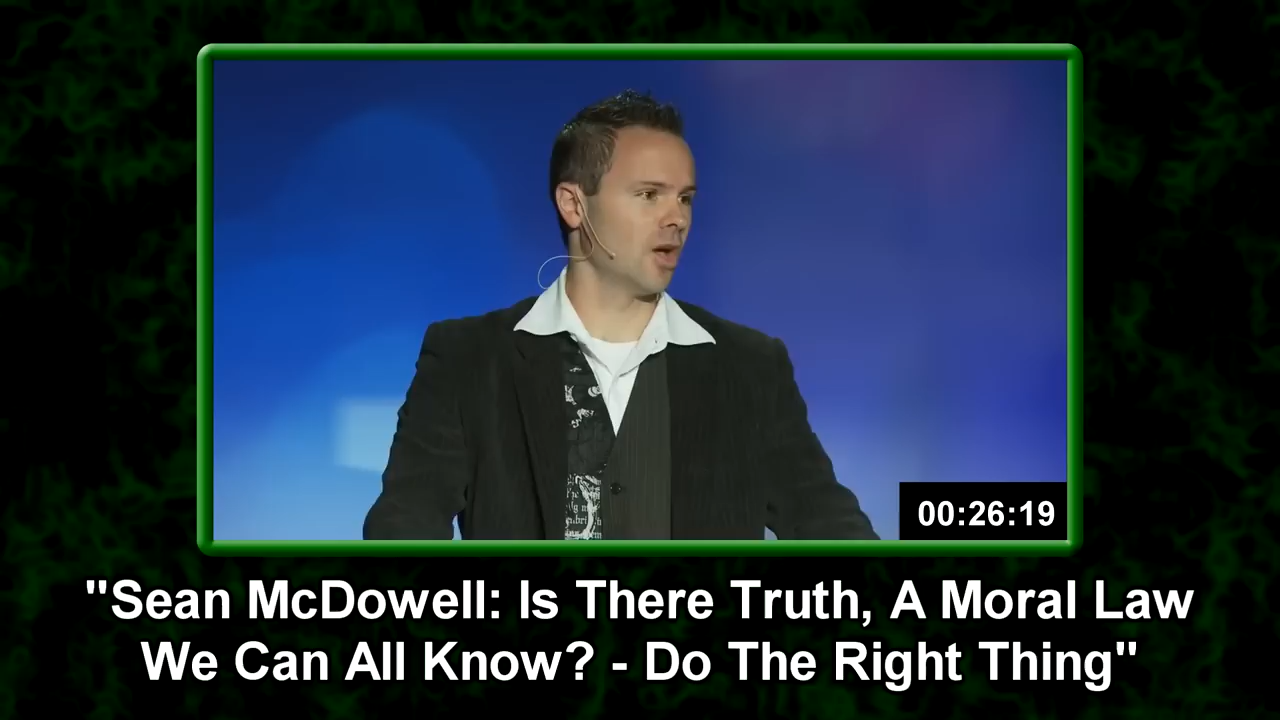 00:26:19
"Sean McDowell: Is There Truth, A Moral Law
We Can All Know? - Do The Right Thing"